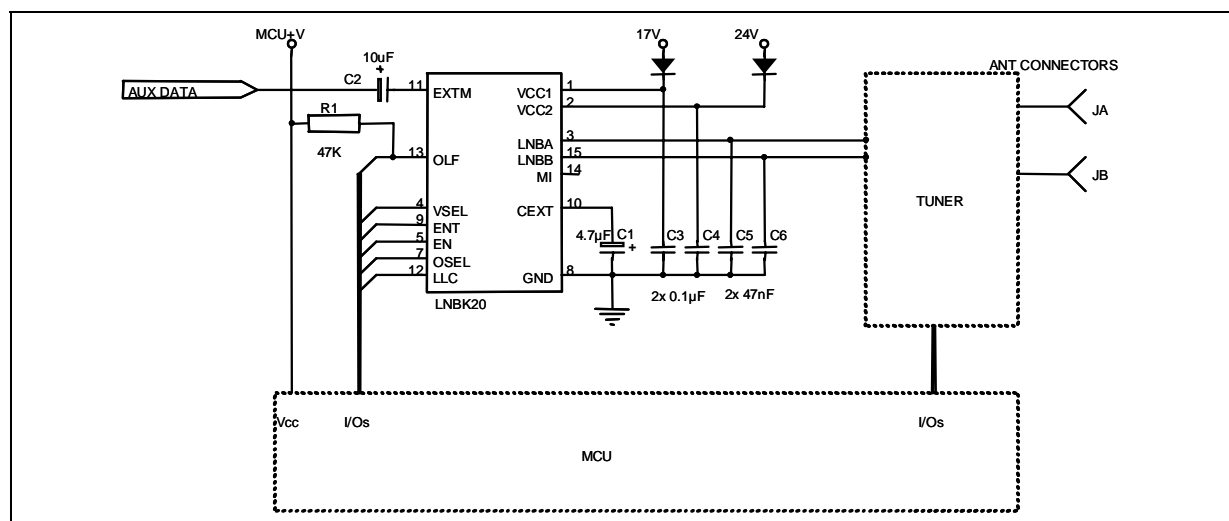 MCU+V 17V 24V
10uF
+
C2
ANT CONNECTORS
AUX DATA
11 EXTM VCC1 1
VCC2 2
R1
JA
47K
LNBA 3
13 OLF LNBB 15
MI 14
JB
TUNER
4 VSEL CEXT 10
9 ENT
5 EN
7 OSEL
12 LLC GND 8
4.7µF C1 C3 C4 C5 C6
+
LNBK20
2x 0.1µF 2x 47nF
Vcc I/Os I/Os
MCU